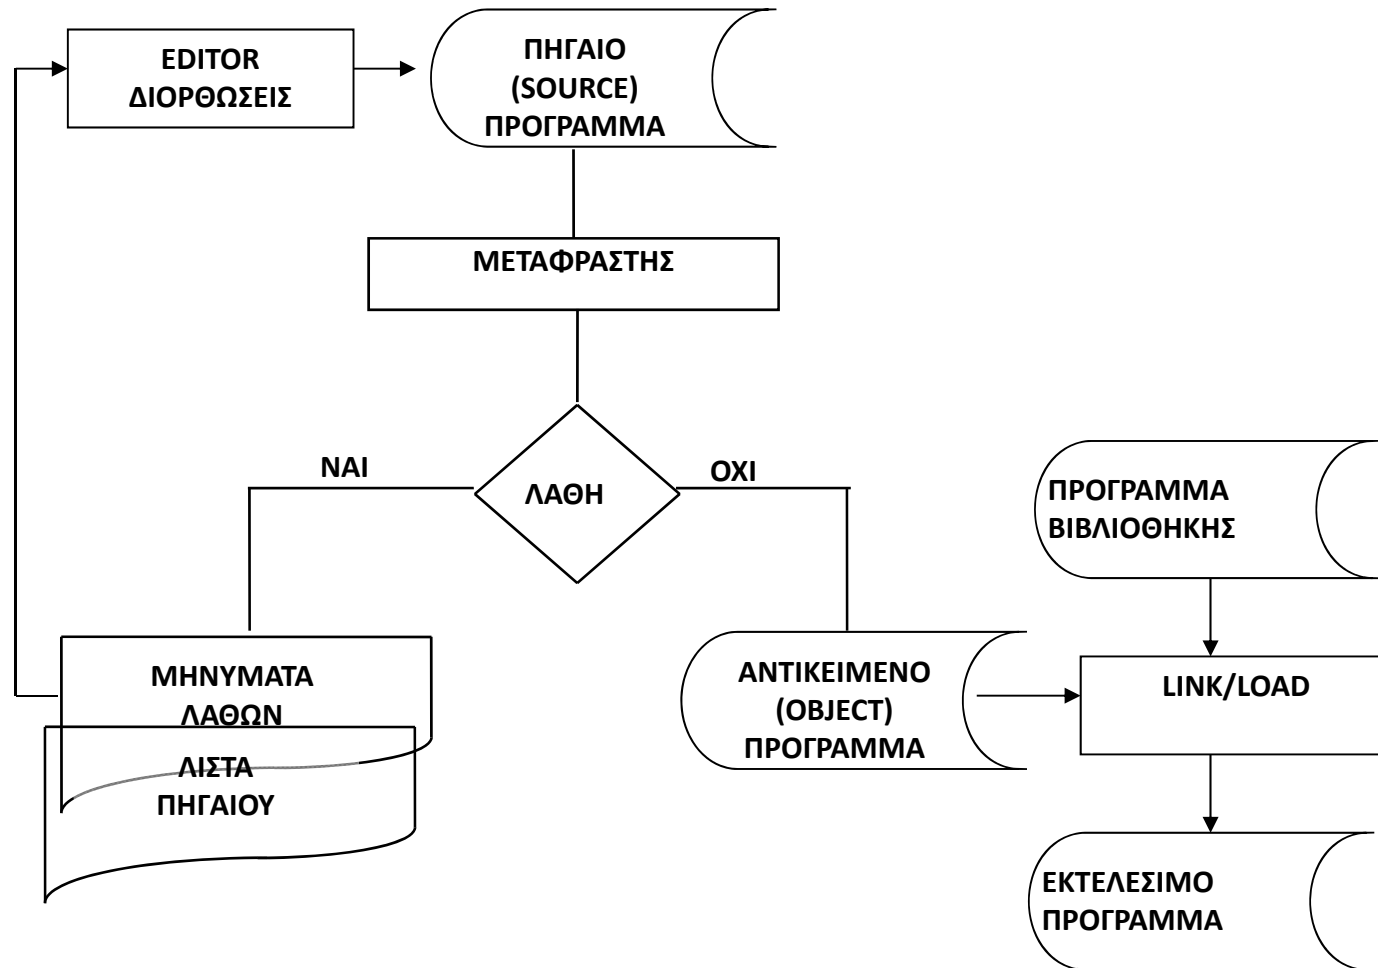 EDITOR
ΔΙΟΡΘΩΣΕΙΣ
ΠΗΓΑΙΟ
(SOURCE)
ΠΡΟΓΡΑΜΜΑ
ΜΕΤΑΦΡΑΣΤΗΣ
ΝΑΙ
ΛΑΘΗ
ΟΧΙ
ΠΡΟΓΡΑΜΜΑ
ΒΙΒΛΙΟΘΗΚΗΣ
ΜΗΝΥΜΑΤΑ
ΛΑΘΩΝ
ΛΙΣΤΑ
ΠΗΓΑΙΟΥ
ΑΝΤΙΚΕΙΜΕΝΟ
(OBJECT)
ΠΡΟΓΡΑΜΜΑ
LINK/LOAD
ΕΚΤΕΛΕΣΙΜΟ
ΠΡΟΓΡΑΜΜΑ